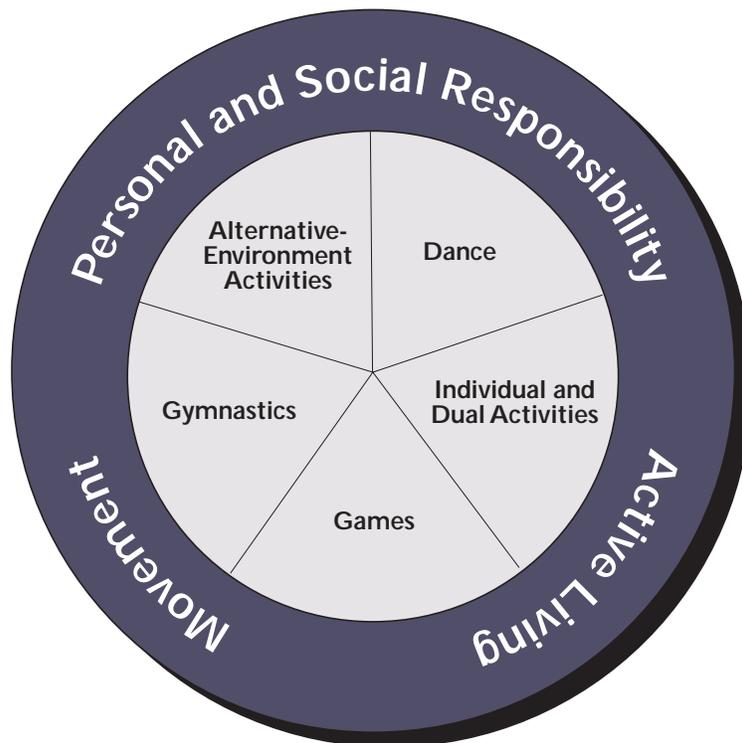 Personal and Social Responsibility
Alternative-
Environment
Activities
Dance
Gymnastics
Individual and
Dual Activities
Games
Movement
Active Living